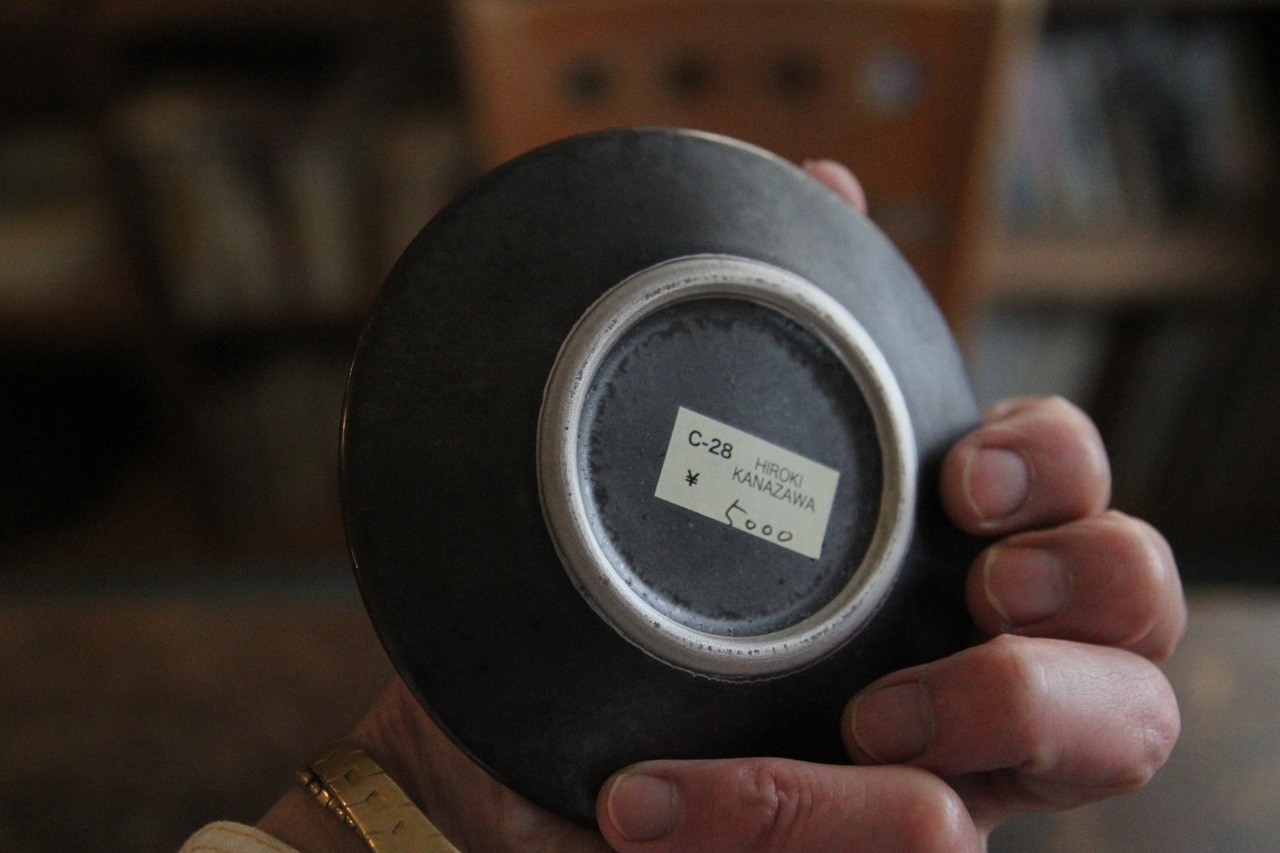 C-28
HIROKI
KANAZAWA
¥
5000